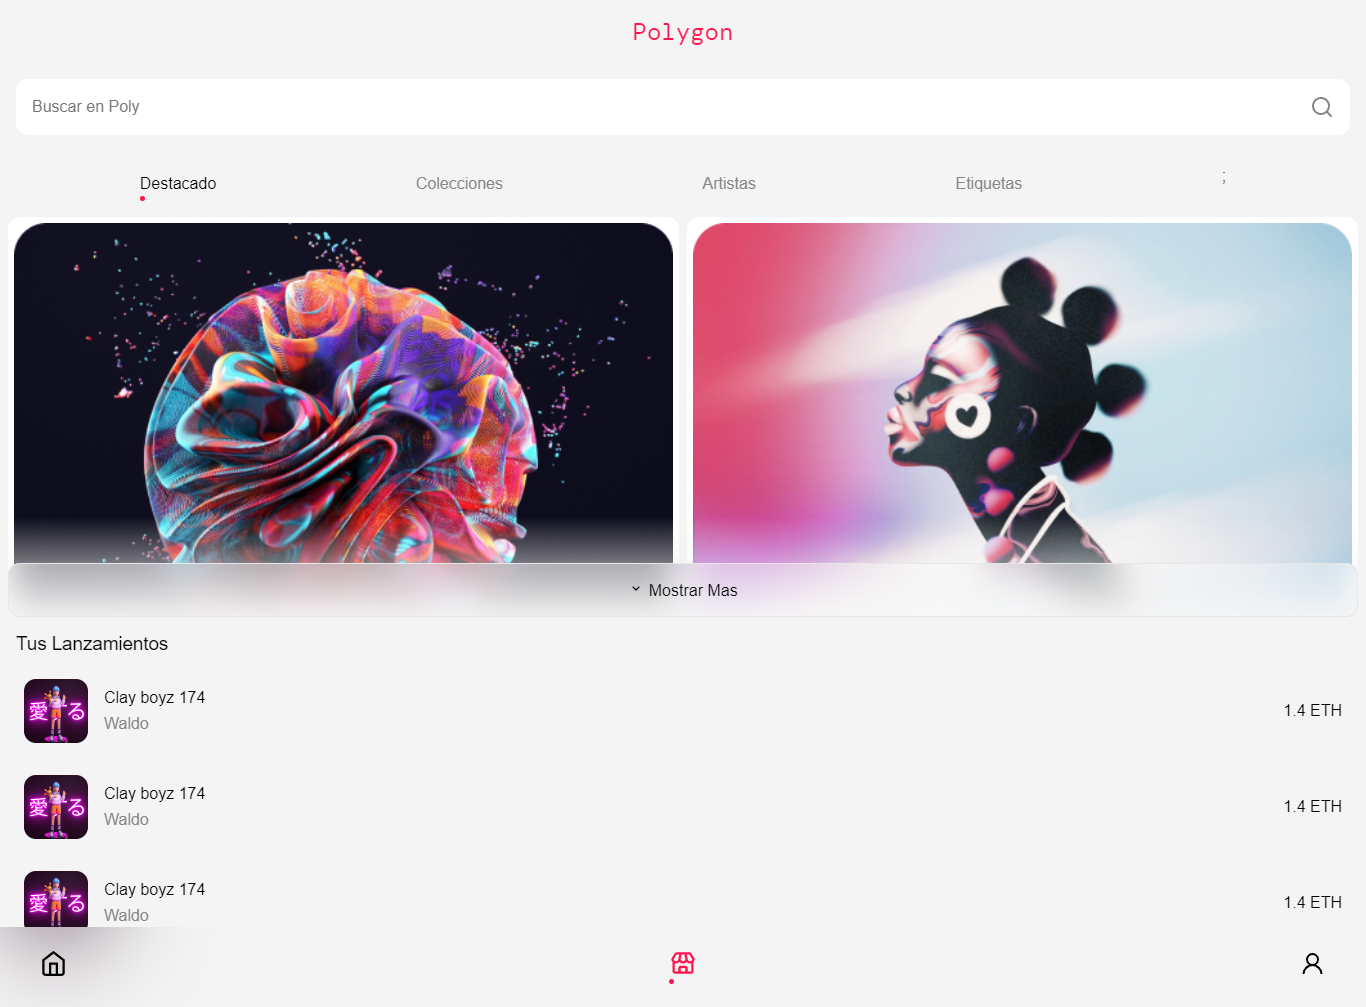 Polygon
Buscar en Poly
Destacado Colecciones Artistas Etiquetas ;
Mostrar Mas
Tus Lanzamientos
愛る
Clay boyz 174
Waldo
1.4 ETH
愛る
Clay boyz 174
Waldo
1.4 ETH
愛る
Clay boyz 174
Waldo
1.4 ETH